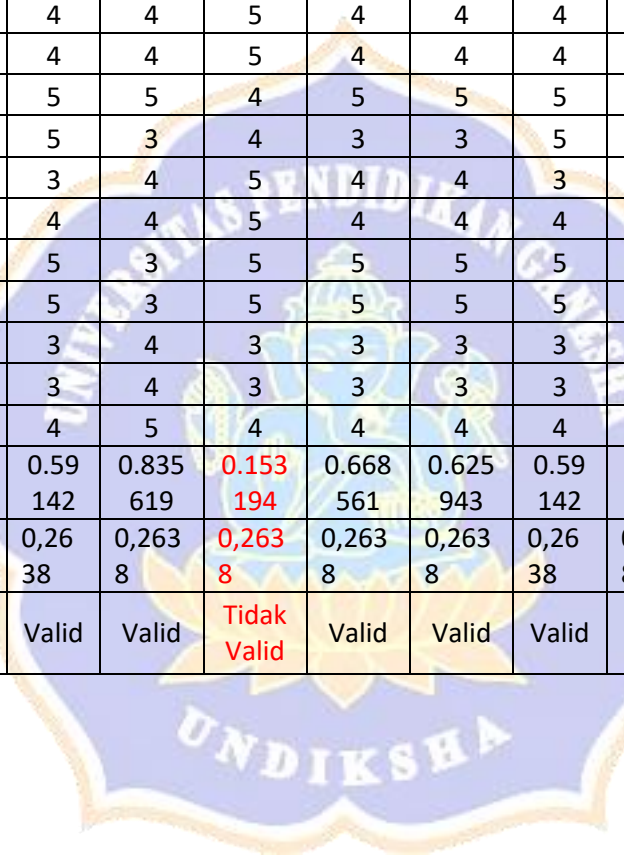 4 4 5 4 4 4
4 4 5 4 4 4
5 5 4 5 5 5
5 3 4 3 3 5
3 4 5 4 4 3
4 4 5 4 4 4
5 3 5 5 5 5
5 3 5 5 5 5
3 4 3 3 3 3
3 4 3 3 3 3
4 5 4 4 4 4
0.59 0.835 0.153 0.668 0.625 0.59
142 619 194 561 943 142
0,26 0,263 0,263 0,263 0,263 0,26
38 8 8 8 8 38
Valid Valid Tidak Valid Valid Valid Valid
UNIVERSITAS PENDIDIKAN GANESHA
UNDIKSHA